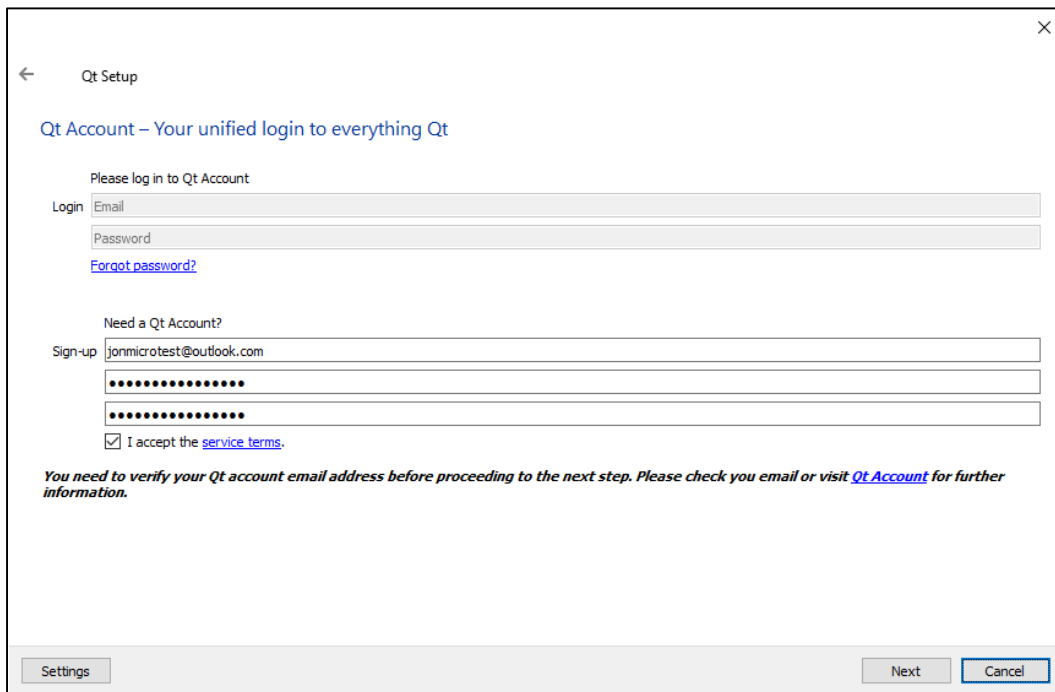 Qt Setup
Qt Account – Your unified login to everything Qt
Please log in to Qt Account
Login Email
Password
Forgot password?
Need a Qt Account?
Sign-up jonmicrotest@outlook.com
●●●●●●●●●●●●●●●●
●●●●●●●●●●●●●●●●
I accept the service terms.
You need to verify your Qt account email address before proceeding to the next step. Please check you email or visit Qt Account for further
information.
Settings Next Cancel